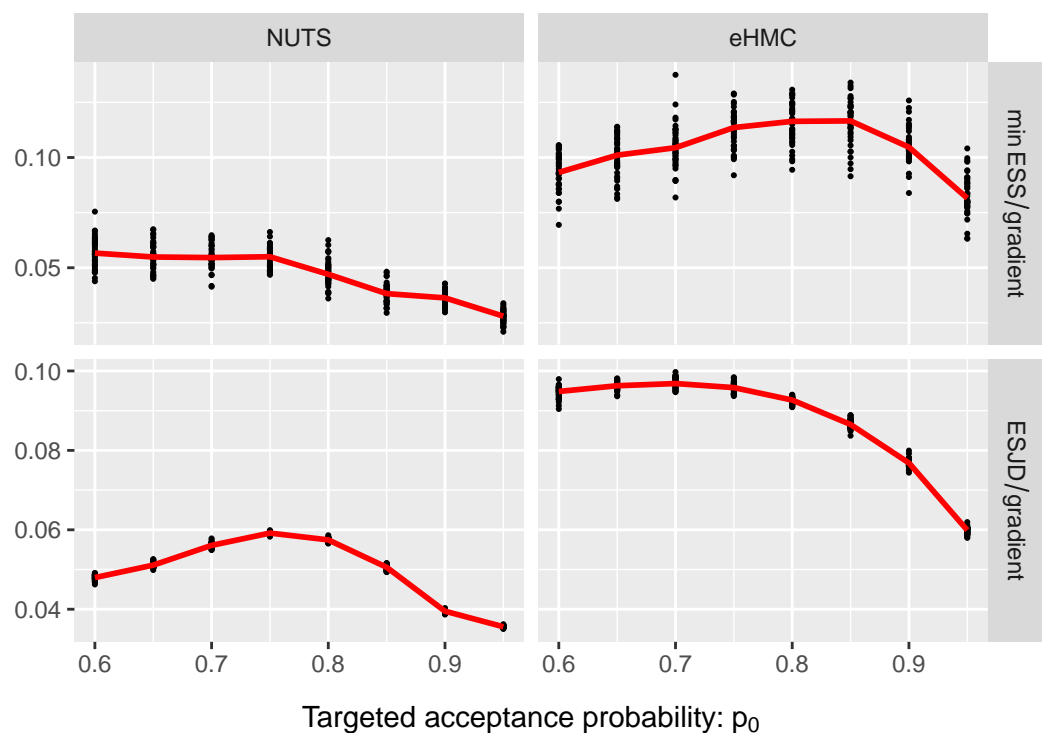 NUTS
eHMC
0.10
0.05
min ESS/gradient
0.10
0.08
0.06
0.04
ESJD/gradient
0.6 0.7 0.8 0.9
0.6 0.7 0.8 0.9
Targeted acceptance probability: p₀